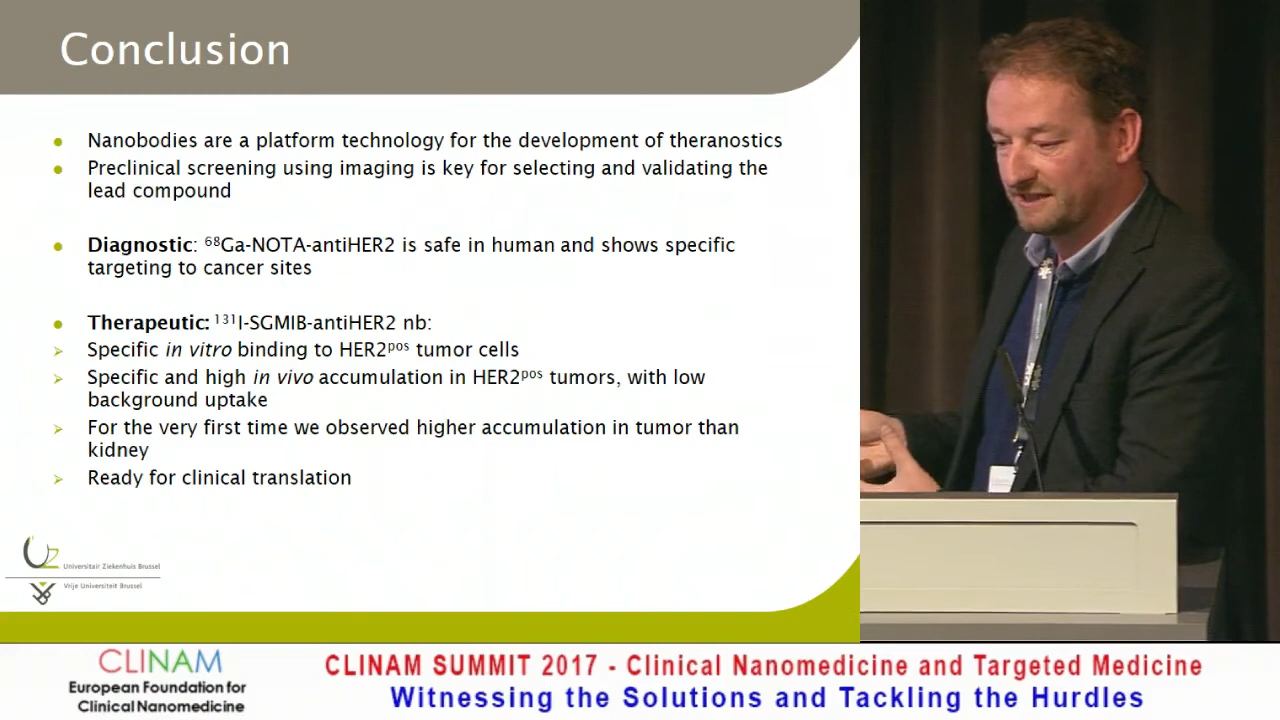 Conclusion
Nanobodies are a platform technology for the development of theranostics
Preclinical screening using imaging is key for selecting and validating the
lead compound
Diagnostic: ⁶⁸Ga-NOTA-antiHER2 is safe in human and shows specific
targeting to cancer sites
Therapeutic: ¹³¹I-SGMIB-antiHER2 nb:
Specific in vitro binding to HER2ᵖᵒˢ tumor cells
Specific and high in vivo accumulation in HER2ᵖᵒˢ tumors, with low
background uptake
For the very first time we observed higher accumulation in tumor than
kidney
Ready for clinical translation
UZ
Universitair Ziekenhuis Brussel
Vrije Universiteit Brussel
CLINAM
European Foundation for
Clinical Nanomedicine
CLINAM SUMMIT 2017 - Clinical Nanomedicine and Targeted Medicine
Witnessing the Solutions and Tackling the Hurdles